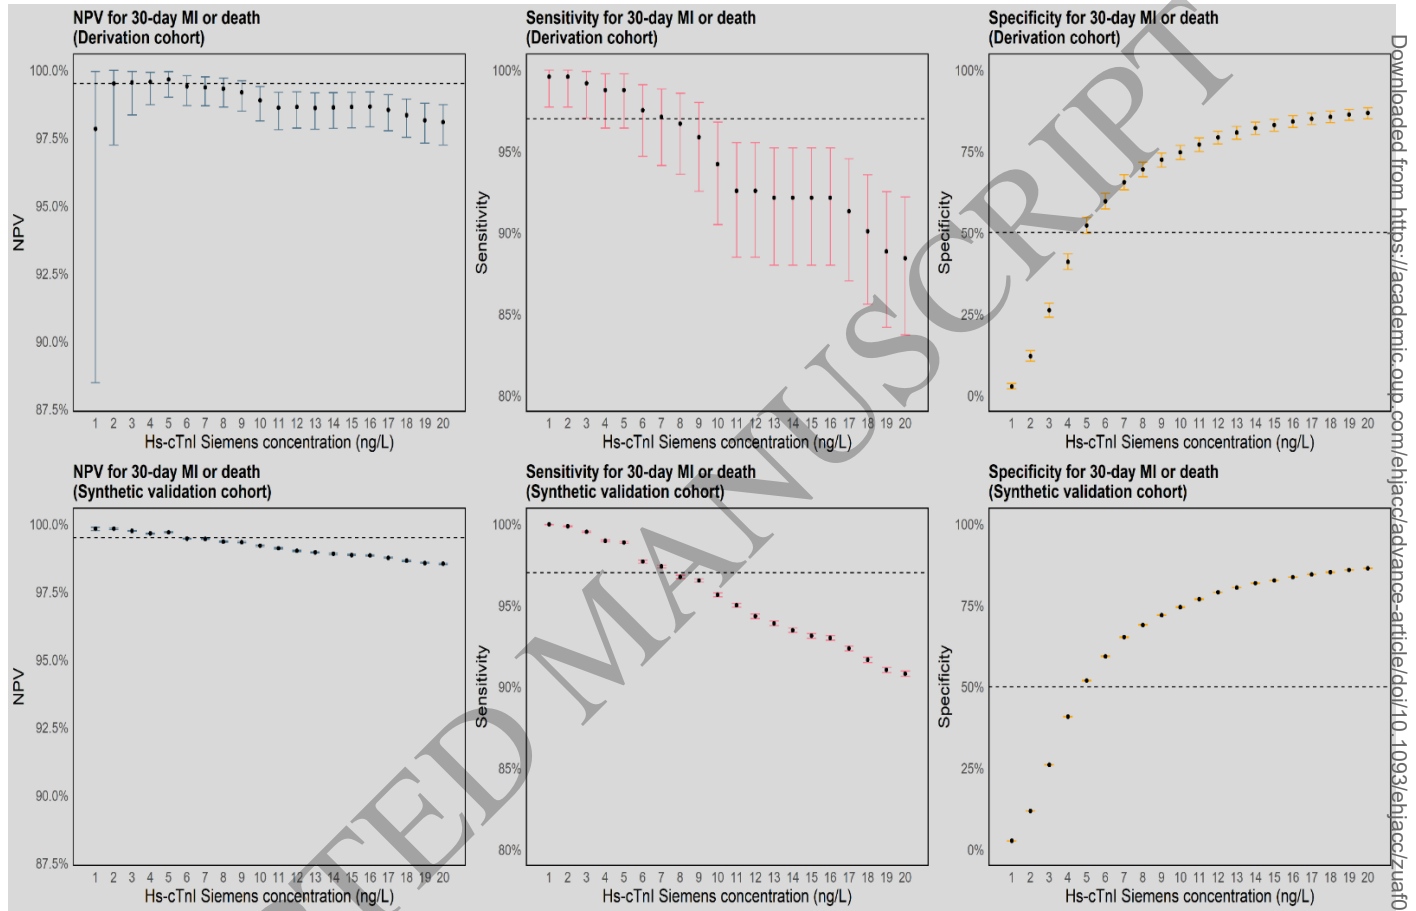 NPV for 30-day MI or death
(Derivation cohort)
100.0%
97.5%
95.0%
92.5%
90.0%
87.5%
NPV
1 2 3 4 5 6 7 8 9 10 11 12 13 14 15 16 17 18 19 20
Hs-cTnI Siemens concentration (ng/L)
Sensitivity for 30-day MI or death
(Derivation cohort)
100%
95%
90%
85%
80%
Sensitivity
1 2 3 4 5 6 7 8 9 10 11 12 13 14 15 16 17 18 19 20
Hs-cTnI Siemens concentration (ng/L)
Specificity for 30-day MI or death
(Derivation cohort)
100%
75%
50%
25%
0%
Specificity
1 2 3 4 5 6 7 8 9 10 11 12 13 14 15 16 17 18 19 20
Hs-cTnI Siemens concentration (ng/L)
NPV for 30-day MI or death
(Synthetic validation cohort)
100.0%
97.5%
95.0%
92.5%
90.0%
87.5%
NPV
1 2 3 4 5 6 7 8 9 10 11 12 13 14 15 16 17 18 19 20
Hs-cTnI Siemens concentration (ng/L)
Sensitivity for 30-day MI or death
(Synthetic validation cohort)
100%
95%
90%
85%
80%
Sensitivity
1 2 3 4 5 6 7 8 9 10 11 12 13 14 15 16 17 18 19 20
Hs-cTnI Siemens concentration (ng/L)
Specificity for 30-day MI or death
(Synthetic validation cohort)
100%
75%
50%
25%
0%
Specificity
1 2 3 4 5 6 7 8 9 10 11 12 13 14 15 16 17 18 19 20
Hs-cTnI Siemens concentration (ng/L)
TED MANUSCRIPT
Downloaded from https://academic.oup.com/ehjacc/advance-article/doi/10.1093/ehjacc/zuaf0